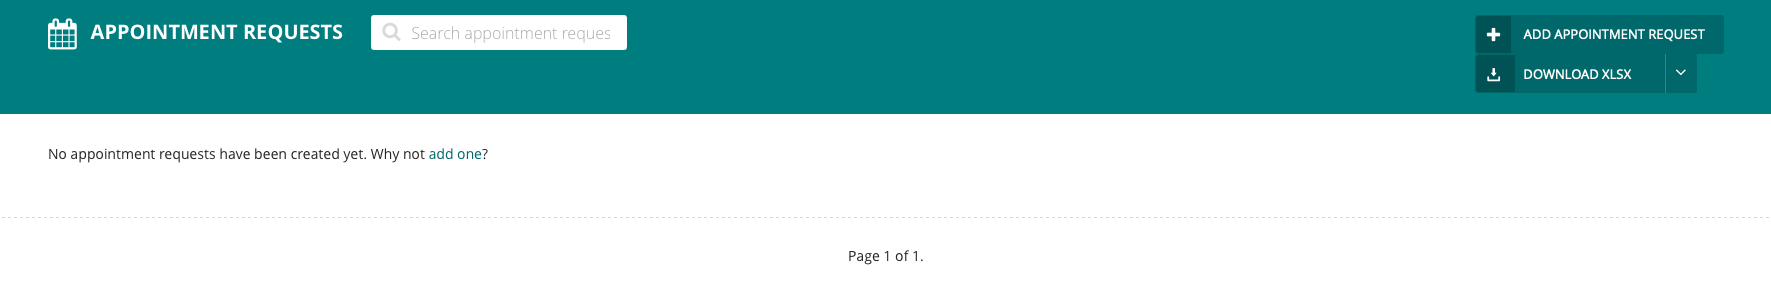 APPOINTMENT REQUESTS
Search appointment reques
ADD APPOINTMENT REQUEST
DOWNLOAD XLSX
No appointment requests have been created yet. Why not add one?
Page 1 of 1.